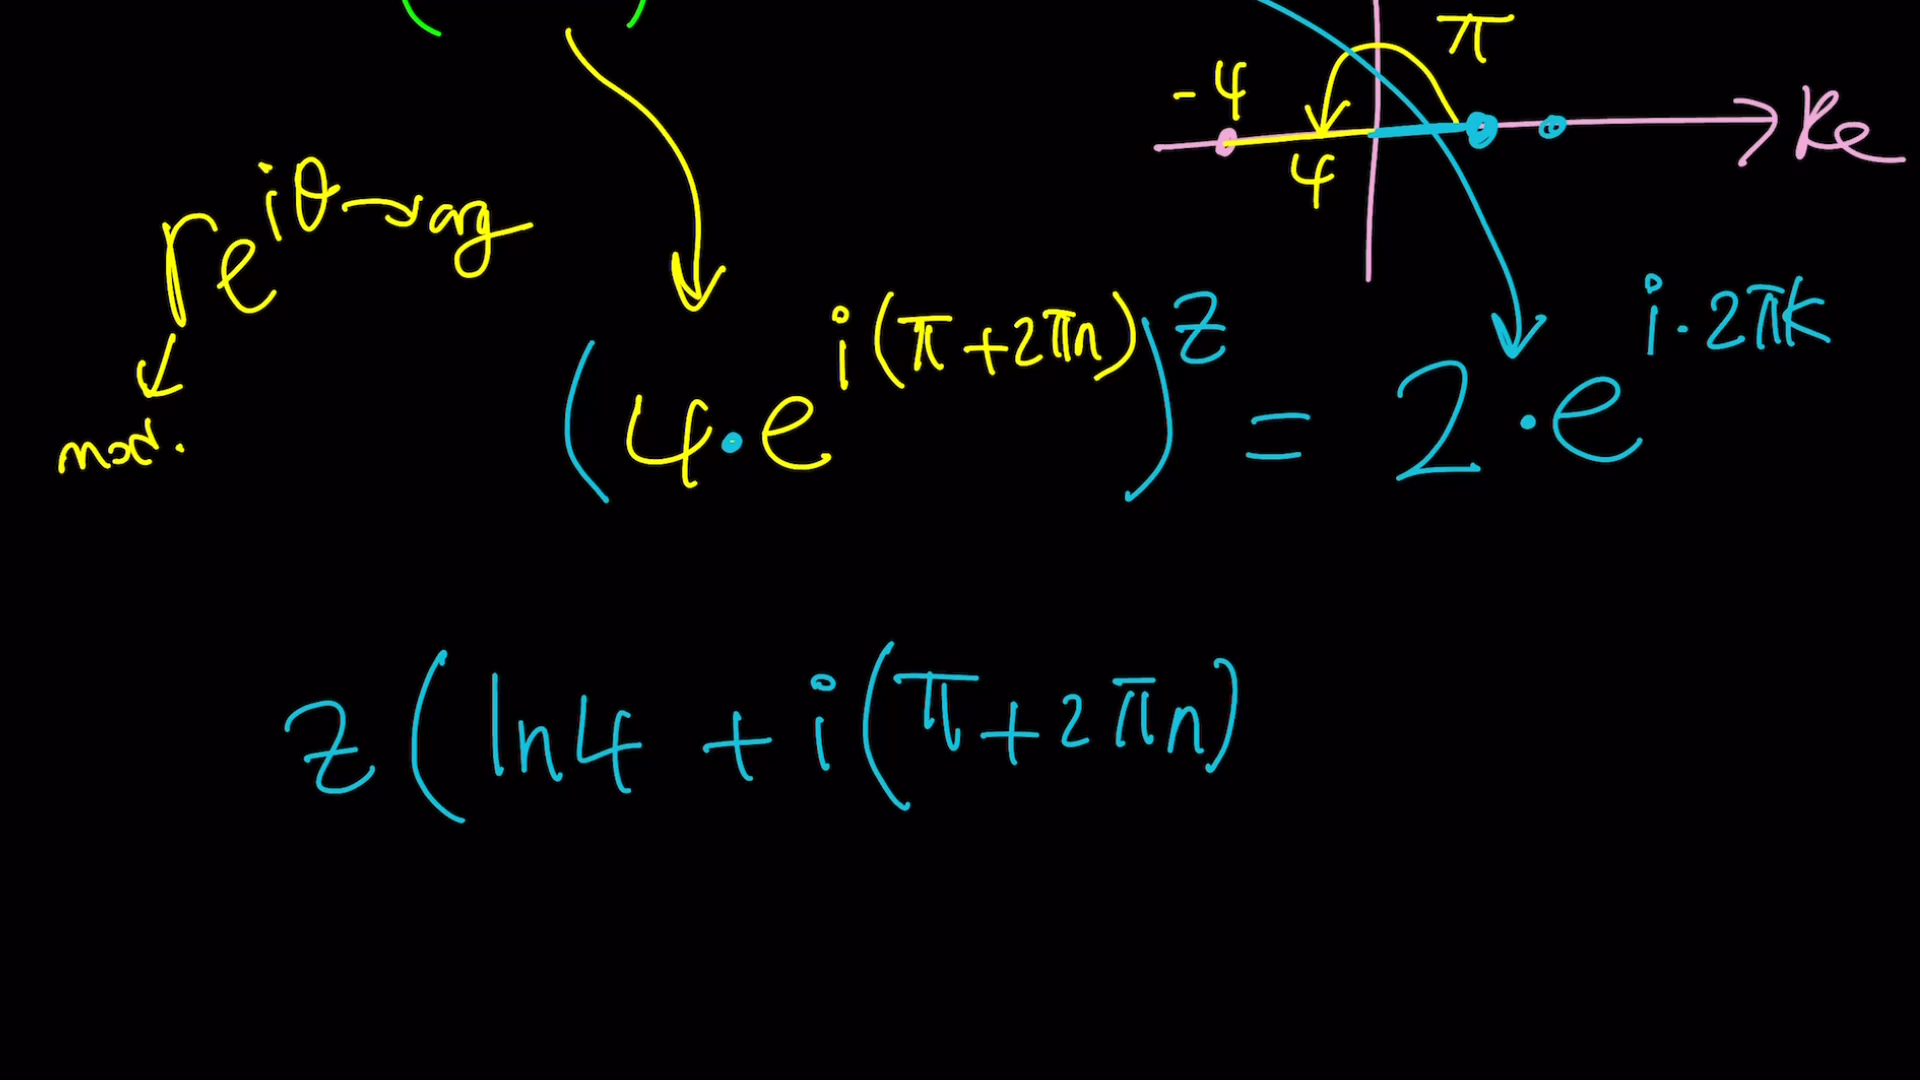 π
-4
Re
4
re^{iθ} → arg
mod.
(4·e^{i(π+2πn)})^z = 2·e^{i·2πk}
z(ln4 + i(π+2πn)